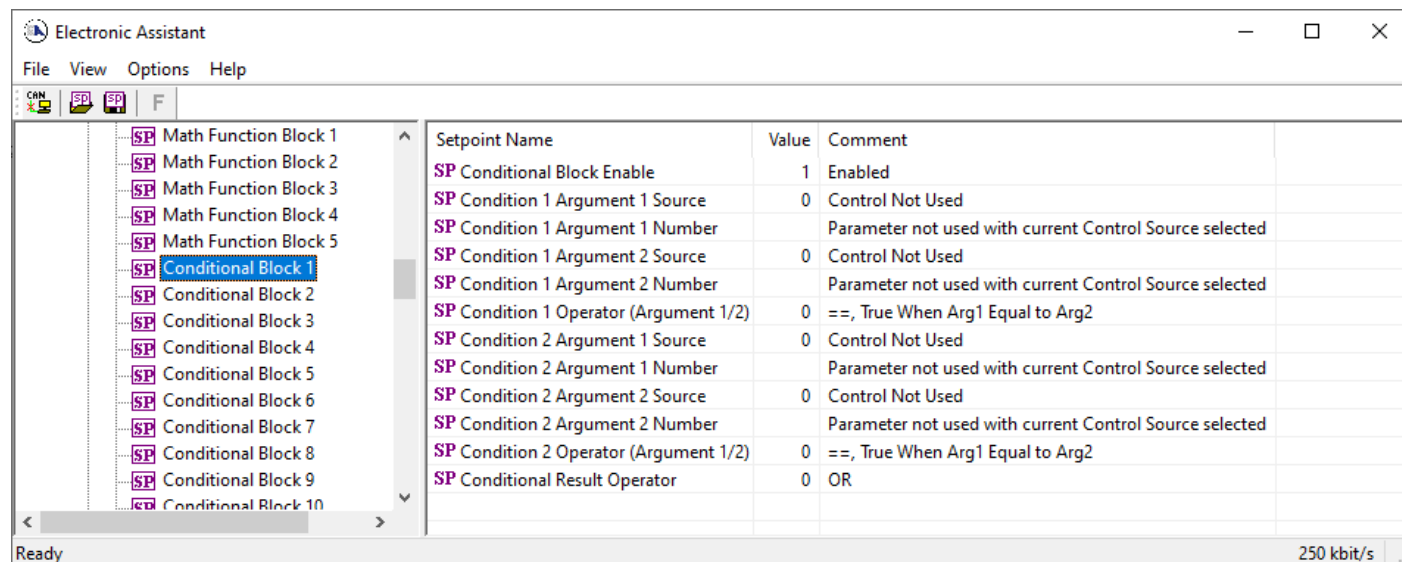 Electronic Assistant
File View Options Help
CAN SP SP F
SP Math Function Block 1
SP Math Function Block 2
SP Math Function Block 3
SP Math Function Block 4
SP Math Function Block 5
SP Conditional Block 1
SP Conditional Block 2
SP Conditional Block 3
SP Conditional Block 4
SP Conditional Block 5
SP Conditional Block 6
SP Conditional Block 7
SP Conditional Block 8
SP Conditional Block 9
SP Conditional Block 10
Setpoint Name Value Comment
SP Conditional Block Enable 1 Enabled
SP Condition 1 Argument 1 Source 0 Control Not Used
SP Condition 1 Argument 1 Number Parameter not used with current Control Source selected
SP Condition 1 Argument 2 Source 0 Control Not Used
SP Condition 1 Argument 2 Number Parameter not used with current Control Source selected
SP Condition 1 Operator (Argument 1/2) 0 ==, True When Arg1 Equal to Arg2
SP Condition 2 Argument 1 Source 0 Control Not Used
SP Condition 2 Argument 1 Number Parameter not used with current Control Source selected
SP Condition 2 Argument 2 Source 0 Control Not Used
SP Condition 2 Argument 2 Number Parameter not used with current Control Source selected
SP Condition 2 Operator (Argument 1/2) 0 ==, True When Arg1 Equal to Arg2
SP Conditional Result Operator 0 OR
Ready 250 kbit/s